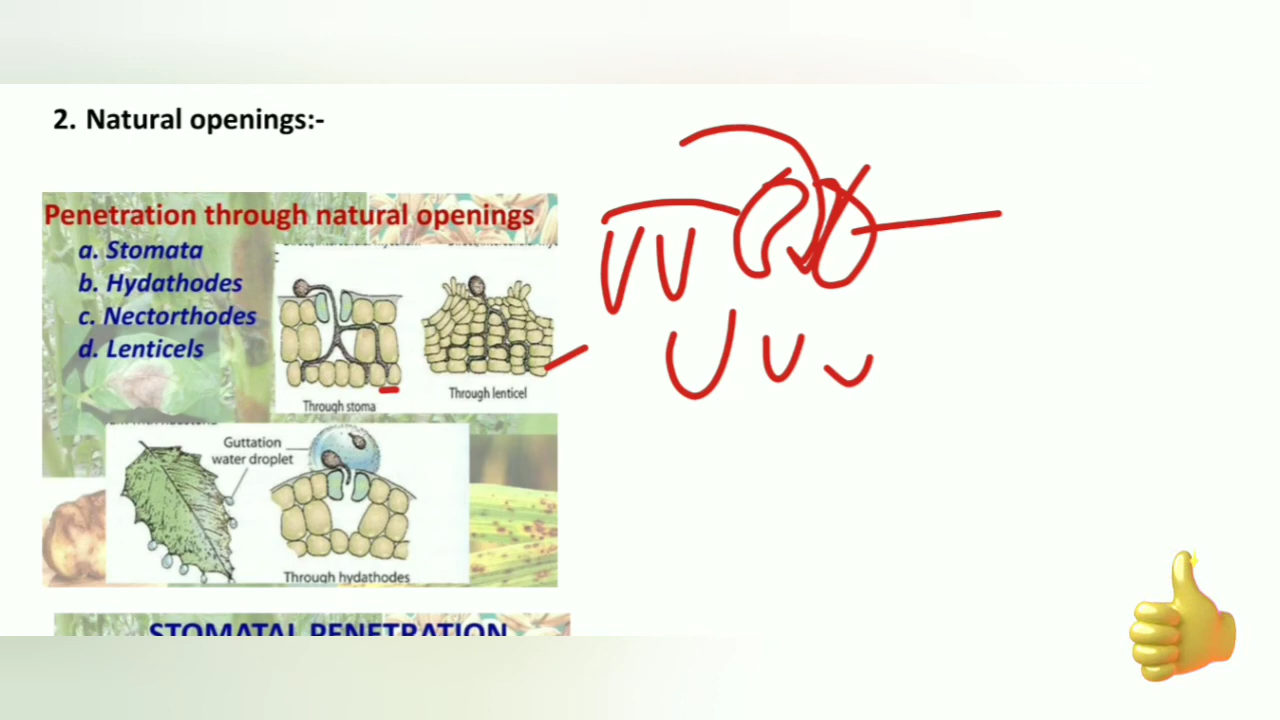 2. Natural openings:-
Penetration through natural openings
a. Stomata
b. Hydathodes
c. Nectorthodes
d. Lenticels
Through stoma
Through lenticel
Guttation
water droplet
Through hydathodes
STOMATAL PENETRATION